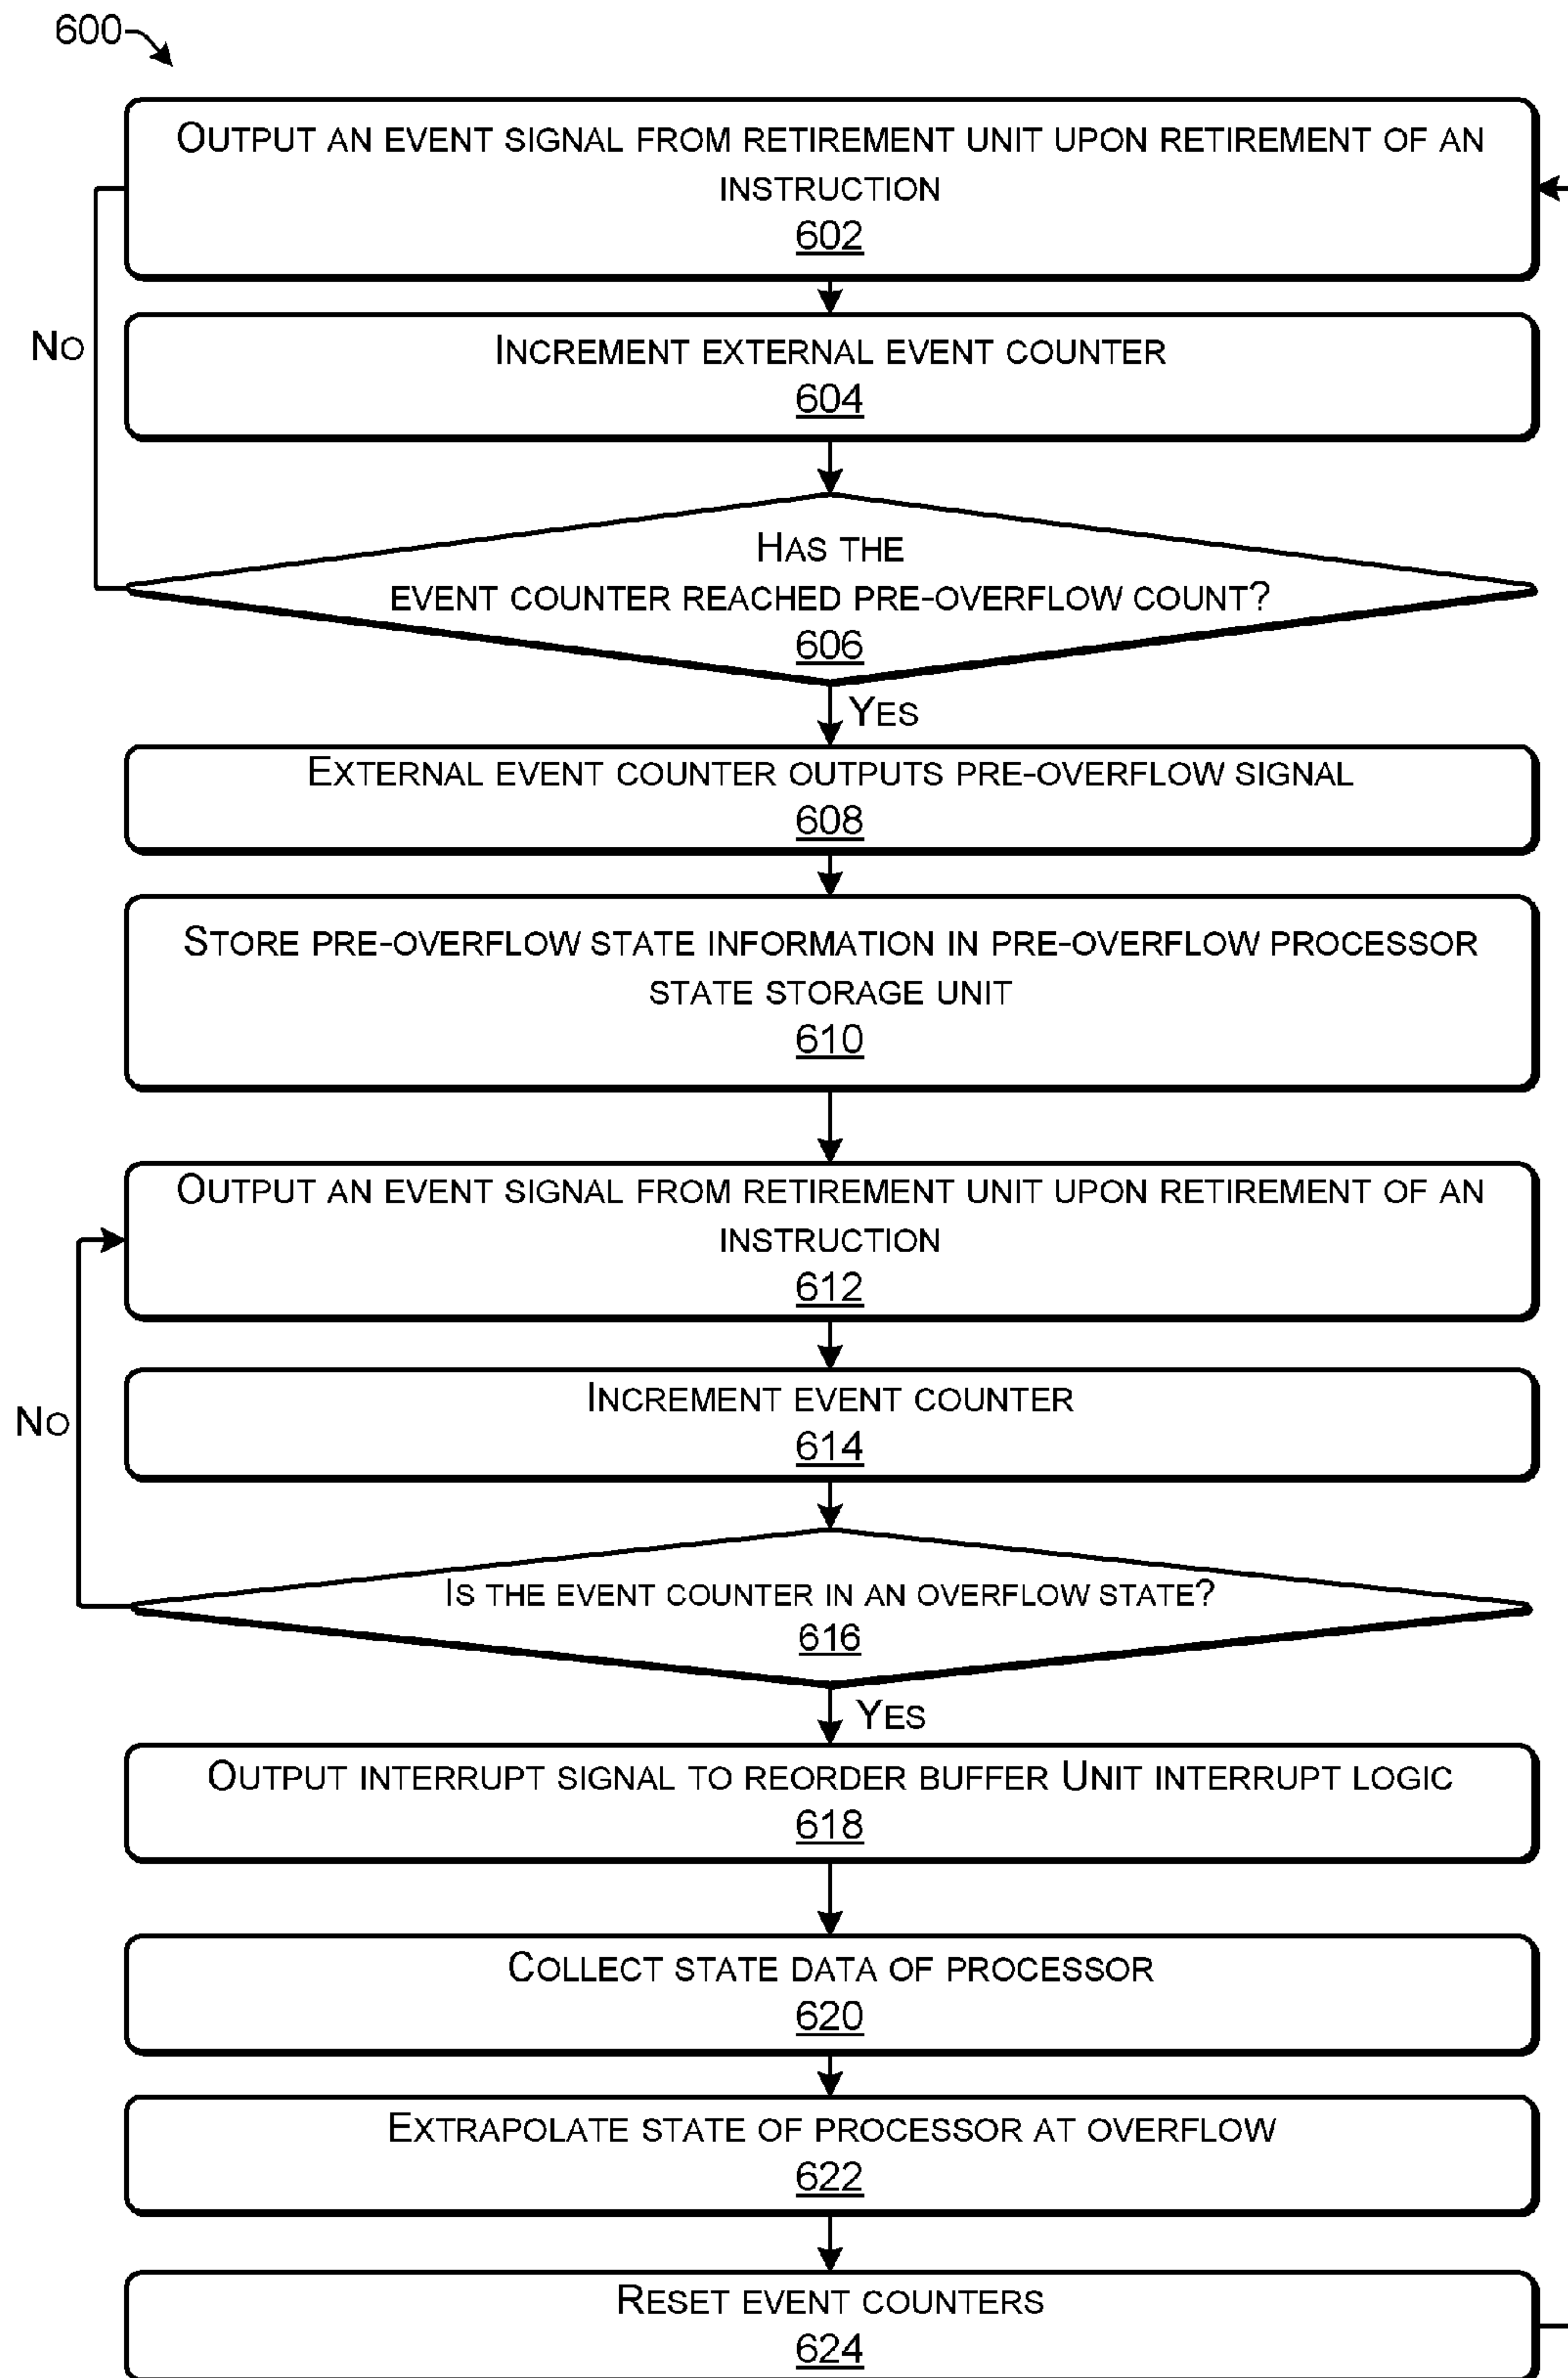 600
OUTPUT AN EVENT SIGNAL FROM RETIREMENT UNIT UPON RETIREMENT OF AN
INSTRUCTION
602
NO
INCREMENT EXTERNAL EVENT COUNTER
604
HAS THE
EVENT COUNTER REACHED PRE-OVERFLOW COUNT?
606
YES
EXTERNAL EVENT COUNTER OUTPUTS PRE-OVERFLOW SIGNAL
608
STORE PRE-OVERFLOW STATE INFORMATION IN PRE-OVERFLOW PROCESSOR
STATE STORAGE UNIT
610
OUTPUT AN EVENT SIGNAL FROM RETIREMENT UNIT UPON RETIREMENT OF AN
INSTRUCTION
612
INCREMENT EVENT COUNTER
614
NO
IS THE EVENT COUNTER IN AN OVERFLOW STATE?
616
YES
OUTPUT INTERRUPT SIGNAL TO REORDER BUFFER UNIT INTERRUPT LOGIC
618
COLLECT STATE DATA OF PROCESSOR
620
EXTRAPOLATE STATE OF PROCESSOR AT OVERFLOW
622
RESET EVENT COUNTERS
624